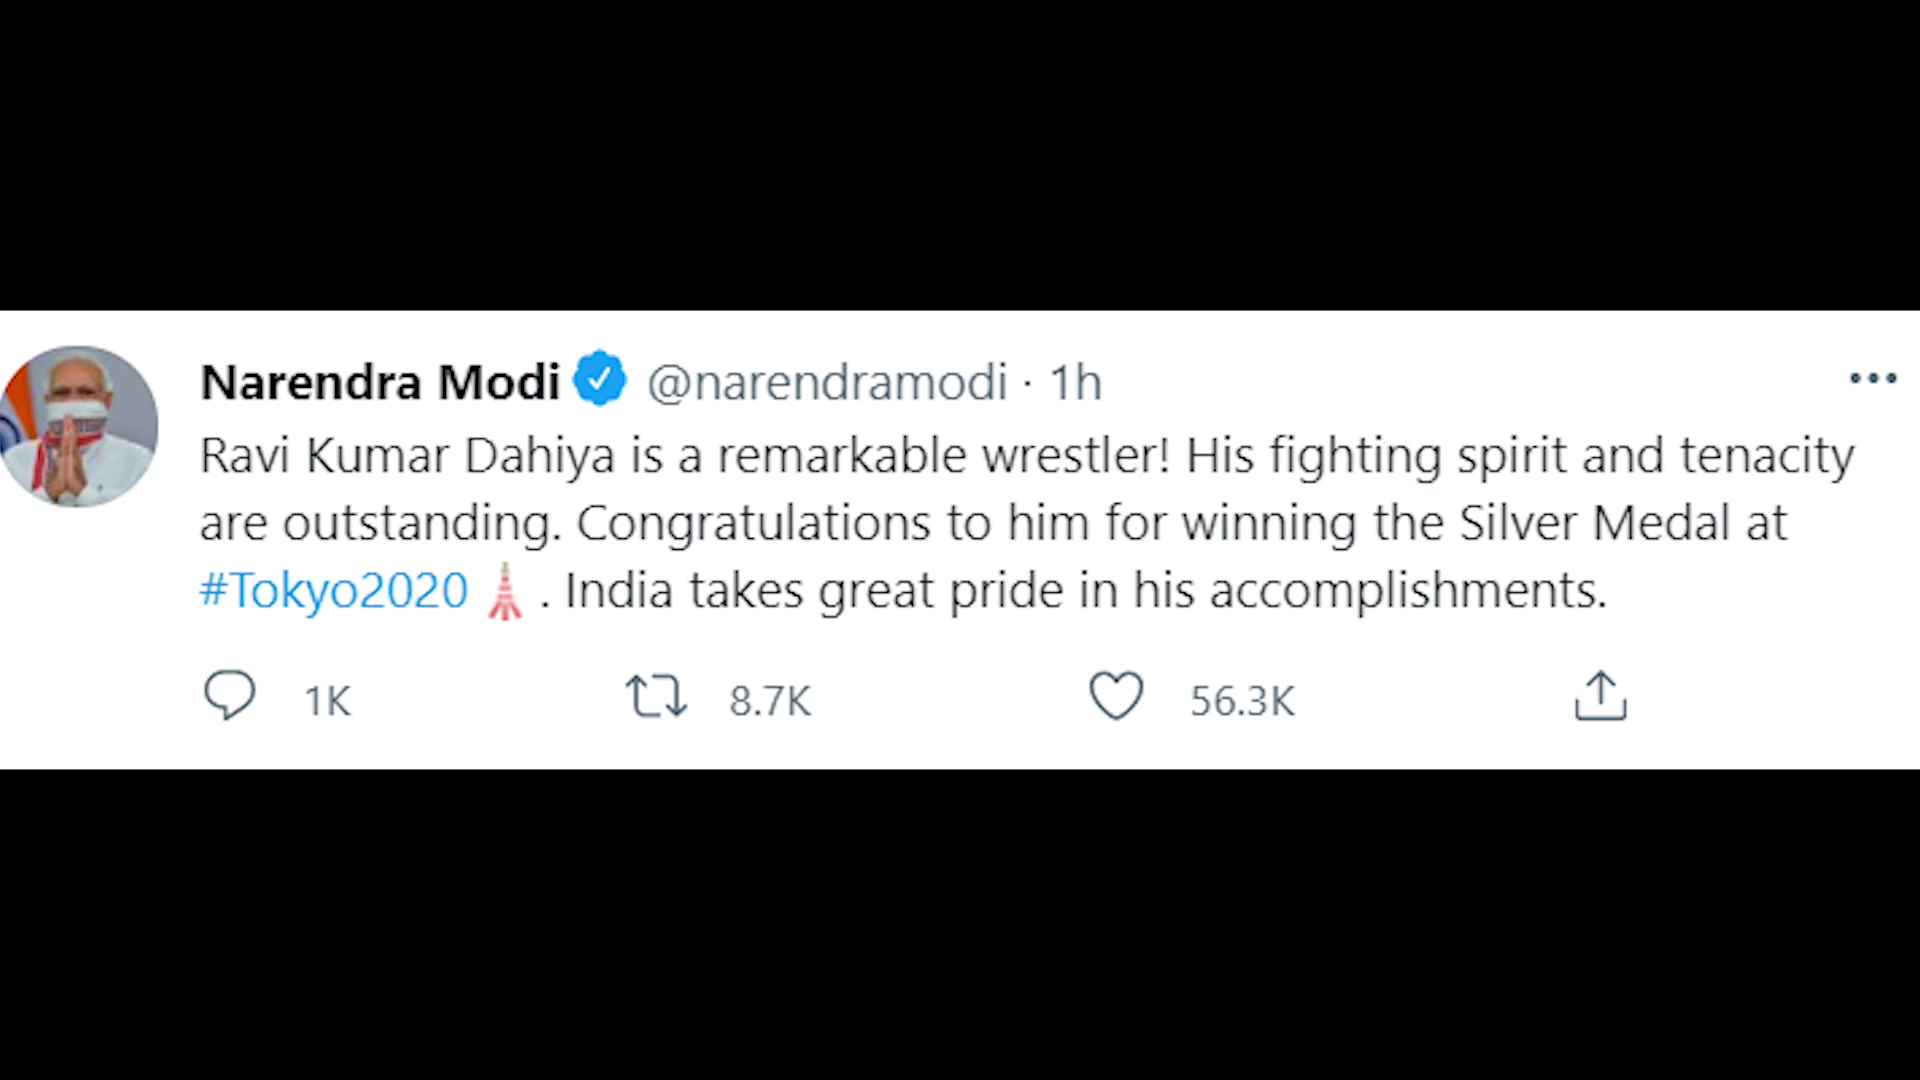 Narendra Modi @narendramodi · 1h
Ravi Kumar Dahiya is a remarkable wrestler! His fighting spirit and tenacity
are outstanding. Congratulations to him for winning the Silver Medal at
#Tokyo2020 🗼 . India takes great pride in his accomplishments.
1K 8.7K 56.3K